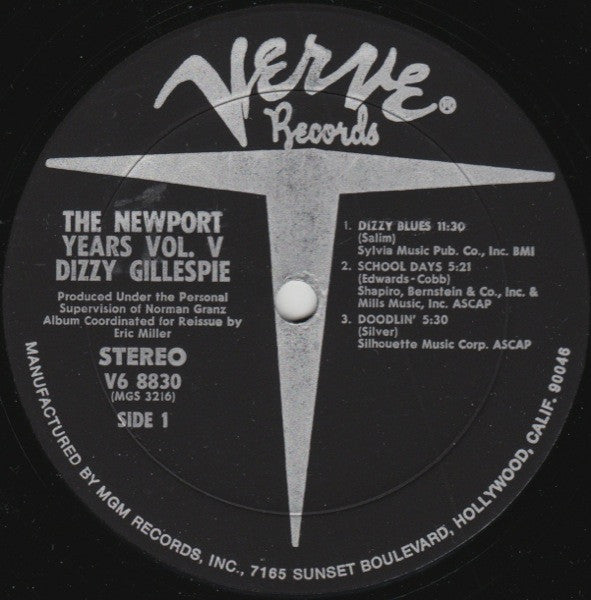 Verve®
Records
THE NEWPORT
YEARS VOL. V
DIZZY GILLESPIE
Produced Under the Personal
Supervision of Norman Granz
Album Coordinated for Reissue by
Eric Miller
STEREO
V6 8830
(MGS 3216)
SIDE 1
1. DIZZY BLUES 11:30
(Salim)
Sylvia Music Pub. Co., Inc. BMI
2. SCHOOL DAYS 5:21
(Edwards-Cobb)
Shapiro, Bernstein & Co., Inc. &
Mills Music, Inc. ASCAP
3. DOODLIN' 5:30
(Silver)
Silhouette Music Corp. ASCAP
MANUFACTURED BY MGM RECORDS, INC., 7165 SUNSET BOULEVARD, HOLLYWOOD, CALIF. 90046